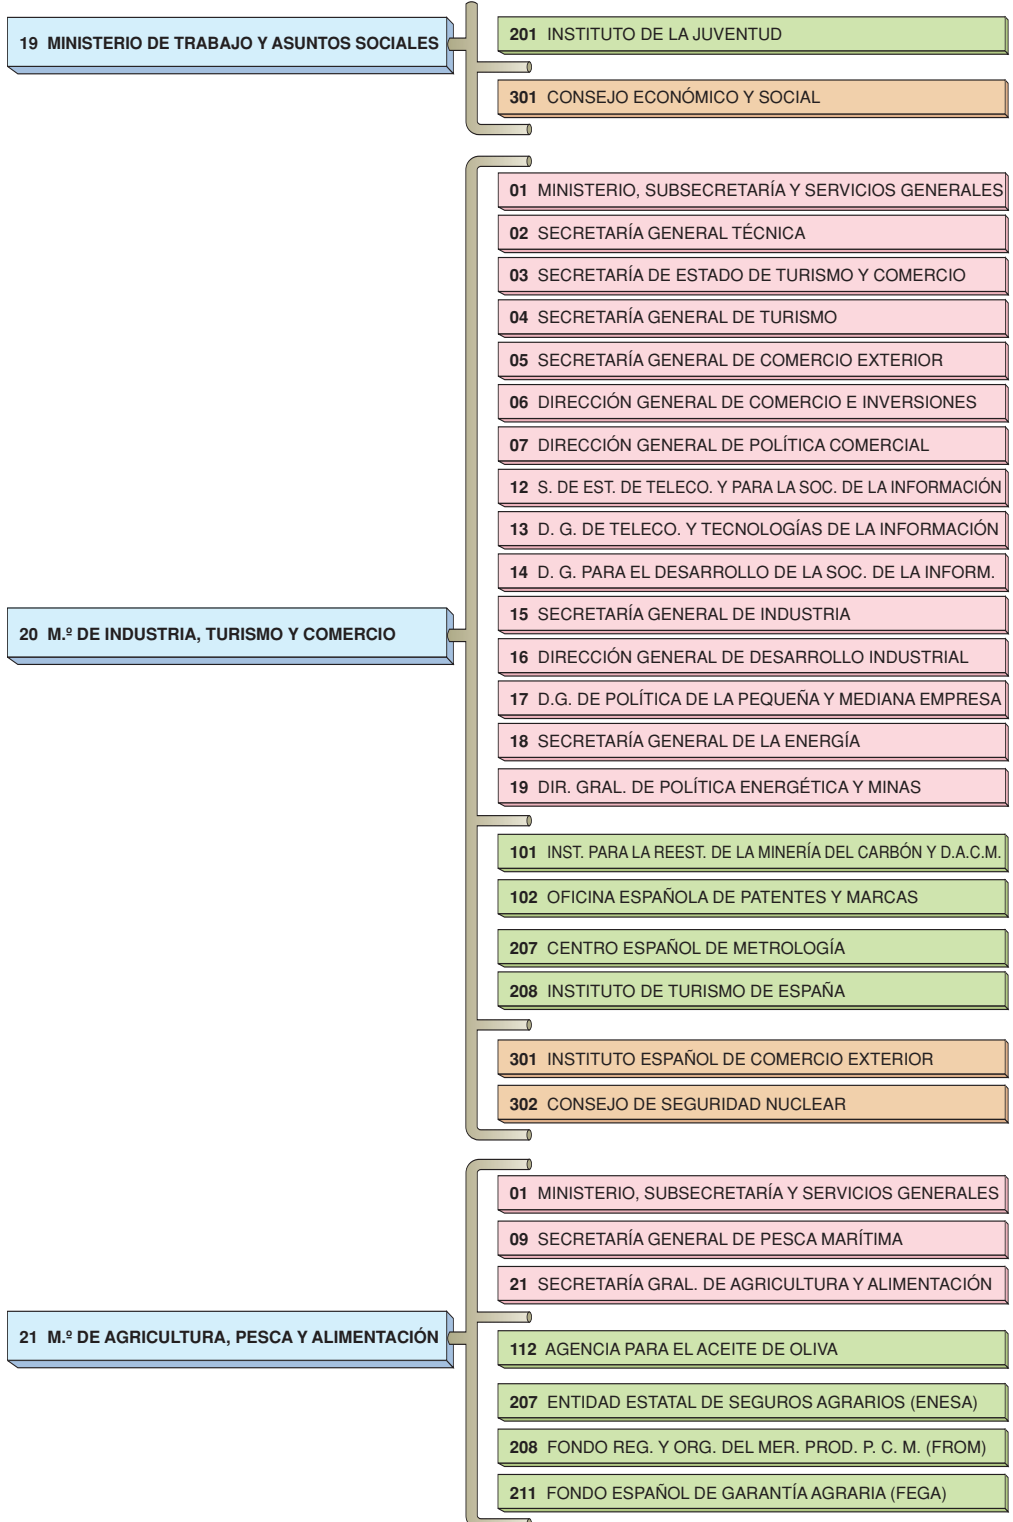 19 MINISTERIO DE TRABAJO Y ASUNTOS SOCIALES
201 INSTITUTO DE LA JUVENTUD
301 CONSEJO ECONÓMICO Y SOCIAL
20 M.º DE INDUSTRIA, TURISMO Y COMERCIO
01 MINISTERIO, SUBSECRETARÍA Y SERVICIOS GENERALES
02 SECRETARÍA GENERAL TÉCNICA
03 SECRETARÍA DE ESTADO DE TURISMO Y COMERCIO
04 SECRETARÍA GENERAL DE TURISMO
05 SECRETARÍA GENERAL DE COMERCIO EXTERIOR
06 DIRECCIÓN GENERAL DE COMERCIO E INVERSIONES
07 DIRECCIÓN GENERAL DE POLÍTICA COMERCIAL
12 S. DE EST. DE TELECO. Y PARA LA SOC. DE LA INFORMACIÓN
13 D. G. DE TELECO. Y TECNOLOGÍAS DE LA INFORMACIÓN
14 D. G. PARA EL DESARROLLO DE LA SOC. DE LA INFORM.
15 SECRETARÍA GENERAL DE INDUSTRIA
16 DIRECCIÓN GENERAL DE DESARROLLO INDUSTRIAL
17 D.G. DE POLÍTICA DE LA PEQUEÑA Y MEDIANA EMPRESA
18 SECRETARÍA GENERAL DE LA ENERGÍA
19 DIR. GRAL. DE POLÍTICA ENERGÉTICA Y MINAS
101 INST. PARA LA REEST. DE LA MINERÍA DEL CARBÓN Y D.A.C.M.
102 OFICINA ESPAÑOLA DE PATENTES Y MARCAS
207 CENTRO ESPAÑOL DE METROLOGÍA
208 INSTITUTO DE TURISMO DE ESPAÑA
301 INSTITUTO ESPAÑOL DE COMERCIO EXTERIOR
302 CONSEJO DE SEGURIDAD NUCLEAR
21 M.º DE AGRICULTURA, PESCA Y ALIMENTACIÓN
01 MINISTERIO, SUBSECRETARÍA Y SERVICIOS GENERALES
09 SECRETARÍA GENERAL DE PESCA MARÍTIMA
21 SECRETARÍA GRAL. DE AGRICULTURA Y ALIMENTACIÓN
112 AGENCIA PARA EL ACEITE DE OLIVA
207 ENTIDAD ESTATAL DE SEGUROS AGRARIOS (ENESA)
208 FONDO REG. Y ORG. DEL MER. PROD. P. C. M. (FROM)
211 FONDO ESPAÑOL DE GARANTÍA AGRARIA (FEGA)